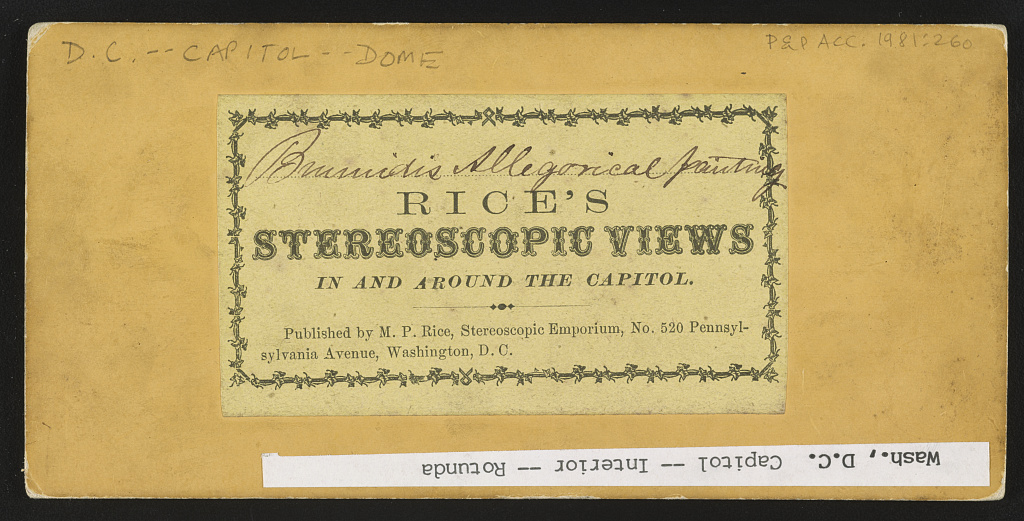 D.C. -- CAPITOL -- DOME
P&P ACC. 1981:260
Brumidis Allegorical painting
RICE'S
STEREOSCOPIC VIEWS
IN AND AROUND THE CAPITOL.
Published by M. P. Rice, Stereoscopic Emporium, No. 520 Pennsyl-
sylvania Avenue, Washington, D. C.
Wash., D.C. Capitol -- Interior -- Rotunda